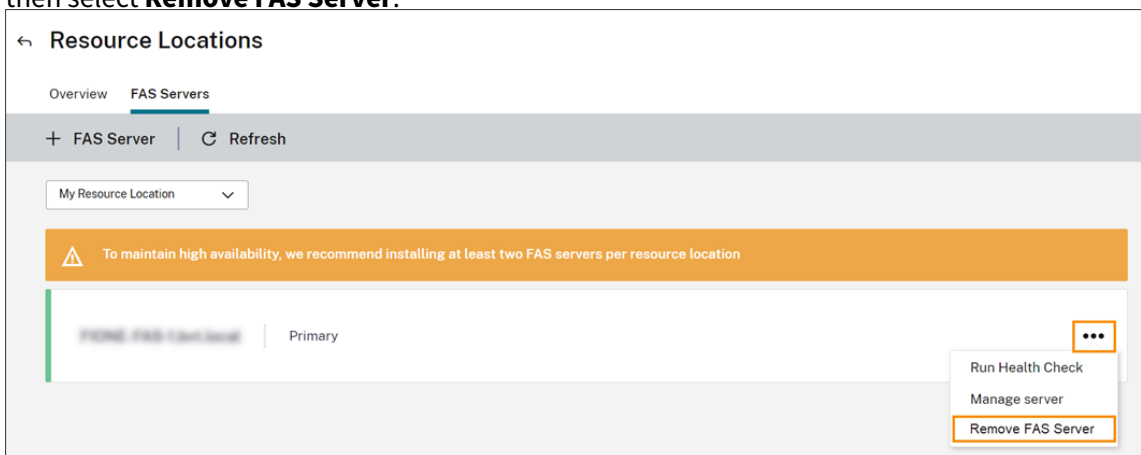 then select Remove FAS Server.
Resource Locations
Overview FAS Servers
+ FAS Server Refresh
My Resource Location
To maintain high availability, we recommend installing at least two FAS servers per resource location
Primary
Run Health Check
Manage server
Remove FAS Server